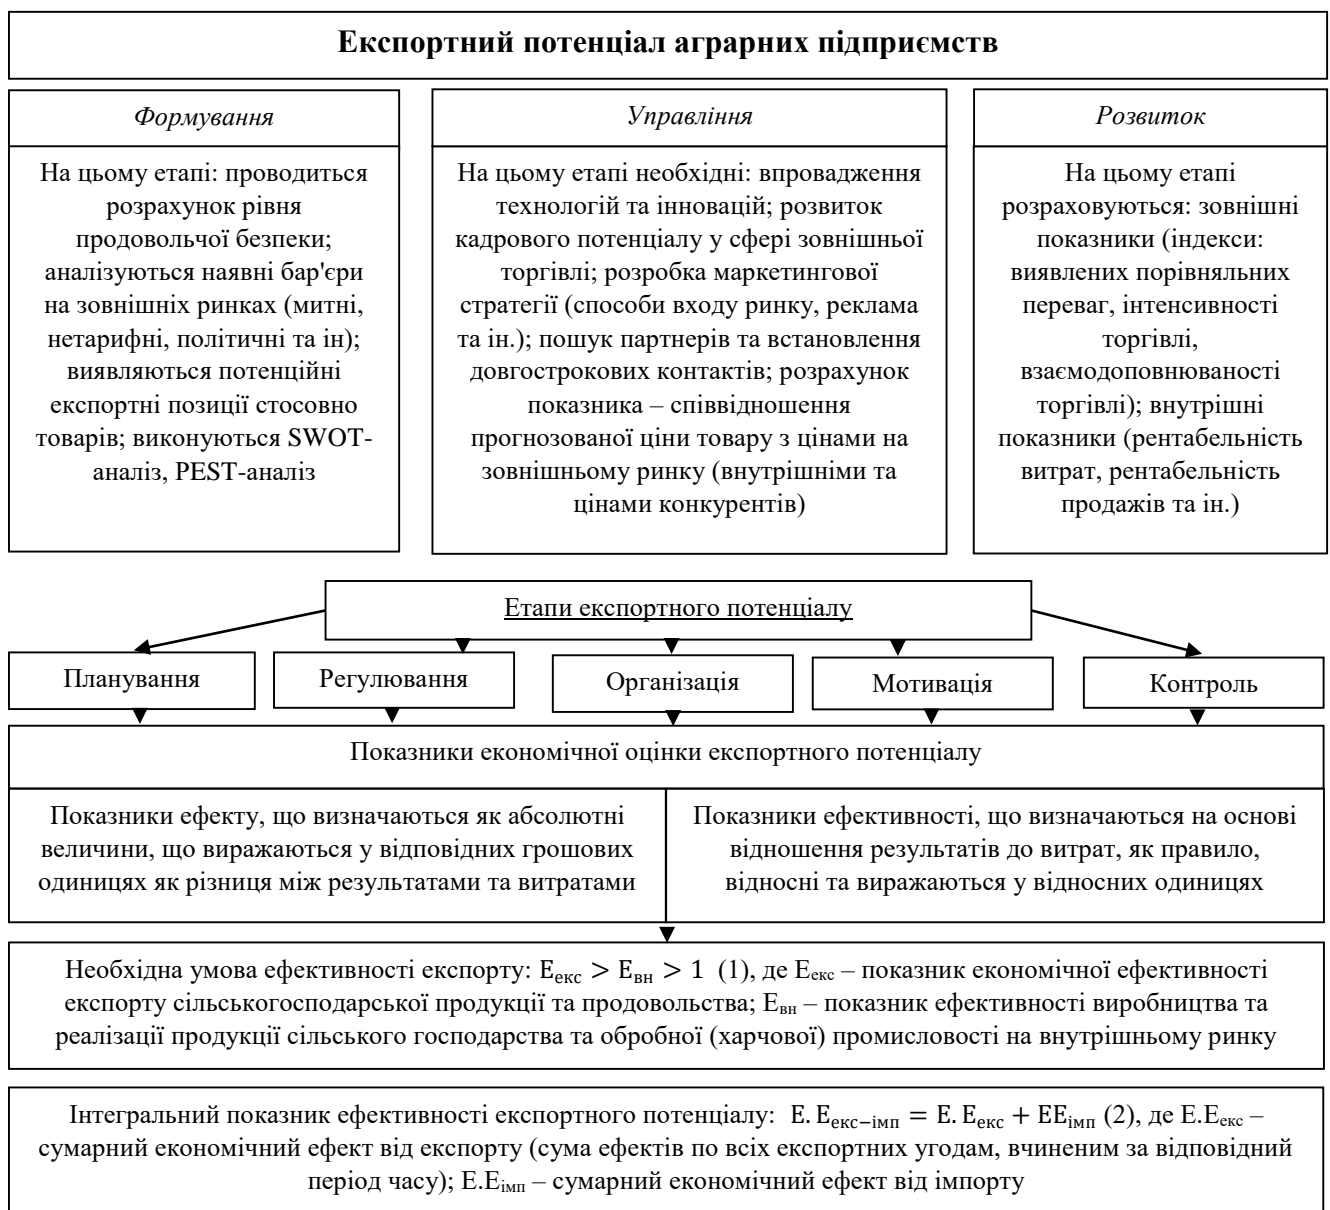 Експортний потенціал аграрних підприємств
Формування
На цьому етапі: проводиться
розрахунок рівня
продовольчої безпеки;
аналізуються наявні бар'єри
на зовнішніх ринках (митні,
нетарифні, політичні та ін);
виявляються потенційні
експортні позиції стосовно
товарів; виконуються SWOT-
аналіз, PEST-аналіз
Управління
На цьому етапі необхідні: впровадження
технологій та інновацій; розвиток
кадрового потенціалу у сфері зовнішньої
торгівлі; розробка маркетингової
стратегії (способи входу ринку, реклама
та ін.); пошук партнерів та встановлення
довгострокових контактів; розрахунок
показника – співвідношення
прогнозованої ціни товару з цінами на
зовнішньому ринку (внутрішніми та
цінами конкурентів)
Розвиток
На цьому етапі
розраховуються: зовнішні
показники (індекси:
виявлених порівняльних
переваг, інтенсивності
торгівлі,
взаємодоповнюваності
торгівлі); внутрішні
показники (рентабельність
витрат, рентабельність
продажів та ін.)
Етапи експортного потенціалу
Планування
Регулювання
Організація
Мотивація
Контроль
Показники економічної оцінки експортного потенціалу
Показники ефекту, що визначаються як абсолютні
величини, що виражаються у відповідних грошових
одиницях як різниця між результатами та витратами
Показники ефективності, що визначаються на основі
відношення результатів до витрат, як правило,
відносні та виражаються у відносних одиницях
Необхідна умова ефективності експорту: Е_екс > Е_вн > 1 (1), де Е_екс – показник економічної ефективності
експорту сільськогосподарської продукції та продовольства; Е_вн – показник ефективності виробництва та
реалізації продукції сільського господарства та обробної (харчової) промисловості на внутрішньому ринку
Інтегральний показник ефективності експортного потенціалу: Е. Е_екс−імп = Е. Е_екс + ЕЕ_імп (2), де Е.Е_екс –
сумарний економічний ефект від експорту (сума ефектів по всіх експортних угодам, вчиненим за відповідний
період часу); Е.Е_імп – сумарний економічний ефект від імпорту